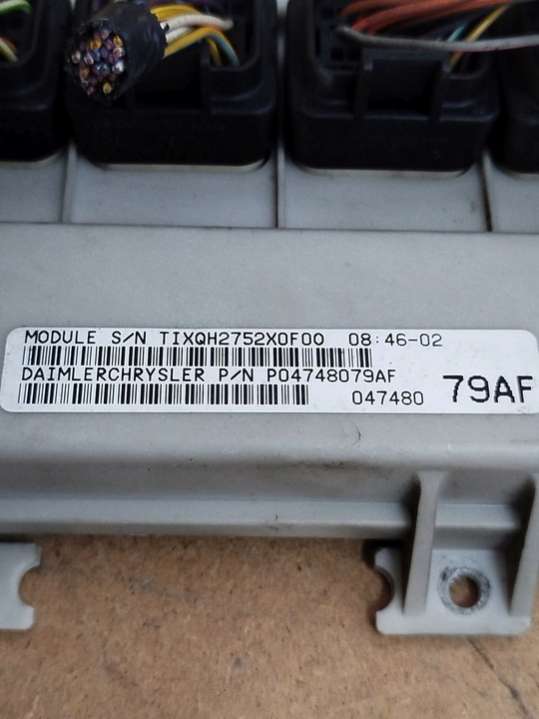 MODULE S/N TIXQH2752X0F00 08:46-02
DAIMLERCHRYSLER P/N P04748079AF
047480 79AF